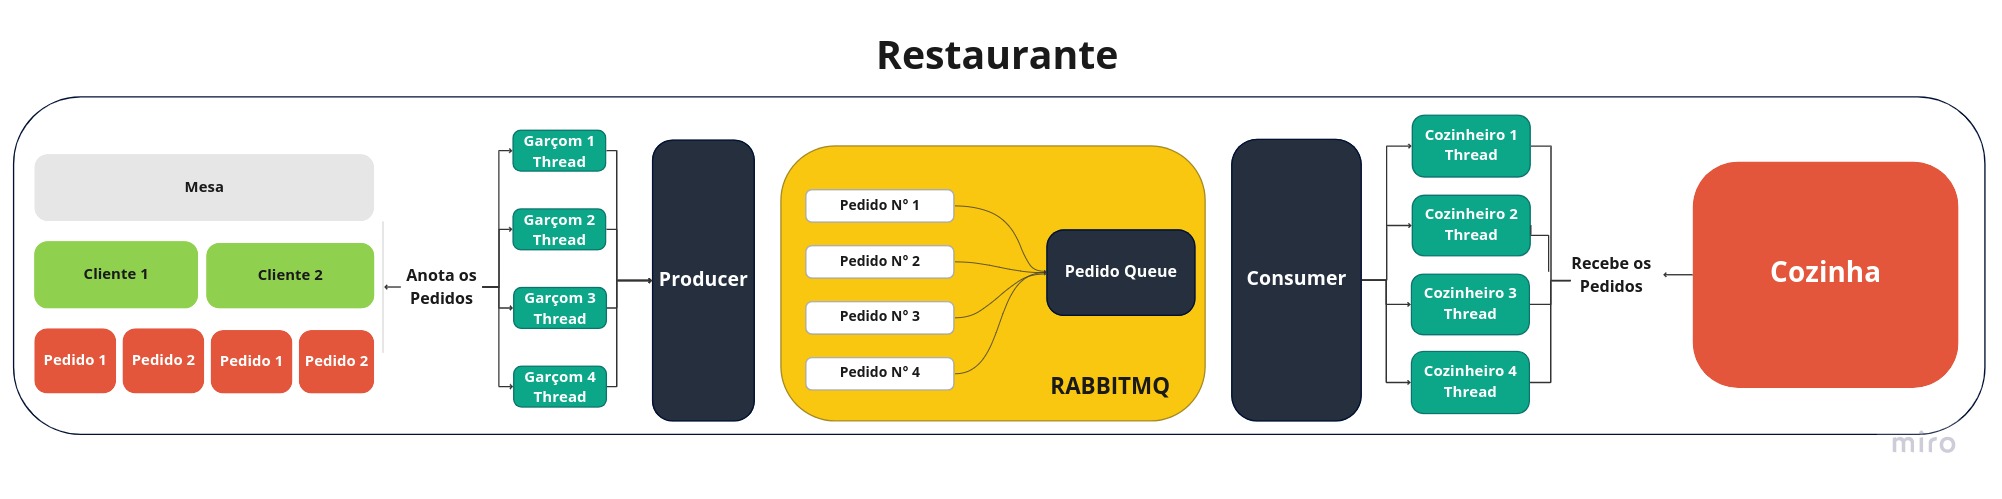 Restaurante
Mesa
Cliente 1
Cliente 2
Pedido 1
Pedido 2
Pedido 1
Pedido 2
Anota os
Pedidos
Garçom 1
Thread
Garçom 2
Thread
Garçom 3
Thread
Garçom 4
Thread
Producer
Pedido N° 1
Pedido N° 2
Pedido N° 3
Pedido N° 4
Pedido Queue
RABBITMQ
Consumer
Cozinheiro 1
Thread
Cozinheiro 2
Thread
Cozinheiro 3
Thread
Cozinheiro 4
Thread
Recebe os
Pedidos
Cozinha
miro